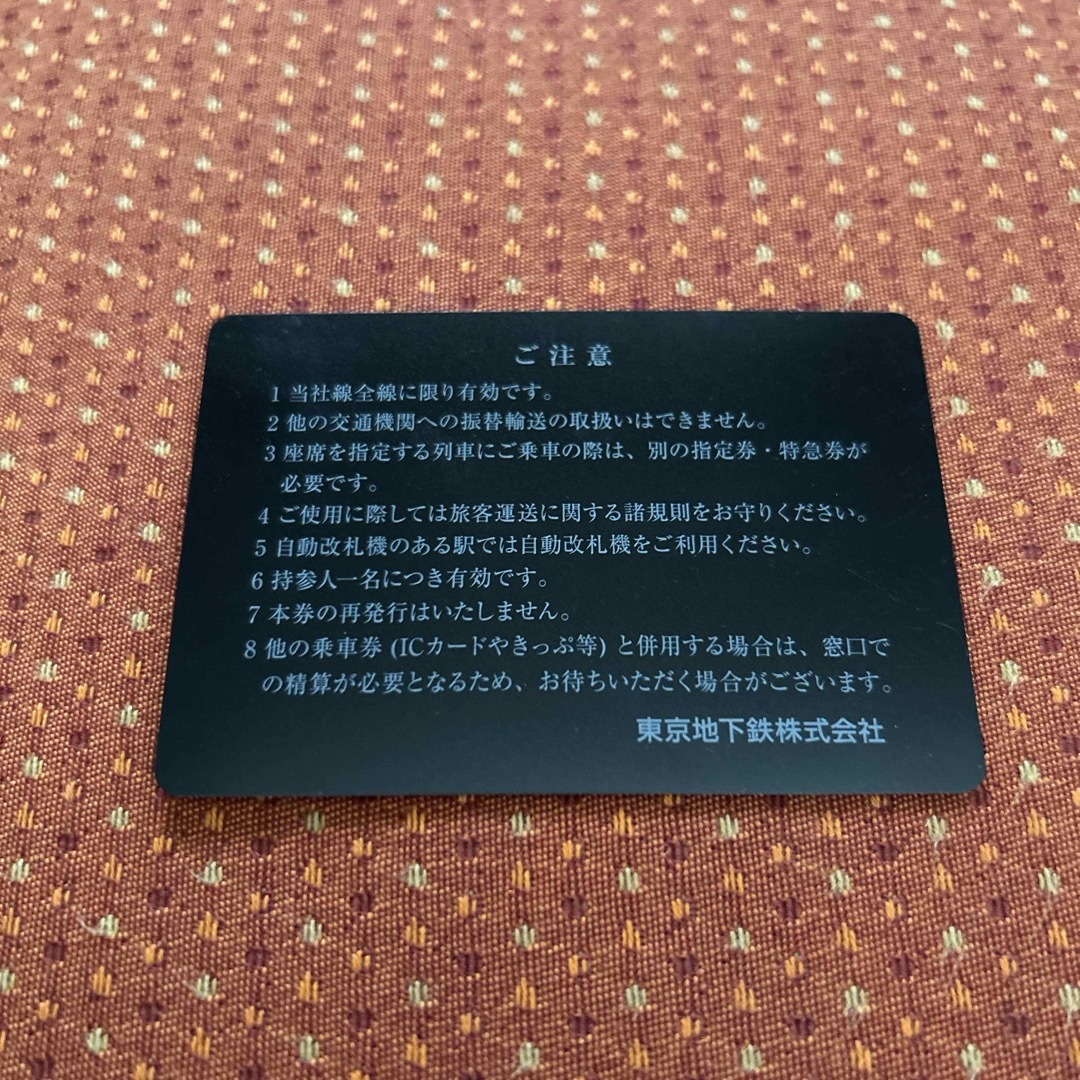 ご注意
1 当社線全線に限り有効です。
2 他の交通機関への振替輸送の取扱いはできません。
3 座席を指定する列車にご乗車の際は、別の指定券・特急券が
必要です。
4 ご使用に際しては旅客運送に関する諸規則をお守りください。
5 自動改札機のある駅では自動改札機をご利用ください。
6 持参人一名につき有効です。
7 本券の再発行はいたしません。
8 他の乗車券 (ICカードやきっぷ等) と併用する場合は、窓口で
の精算が必要となるため、お待ちいただく場合がございます。
東京地下鉄株式会社